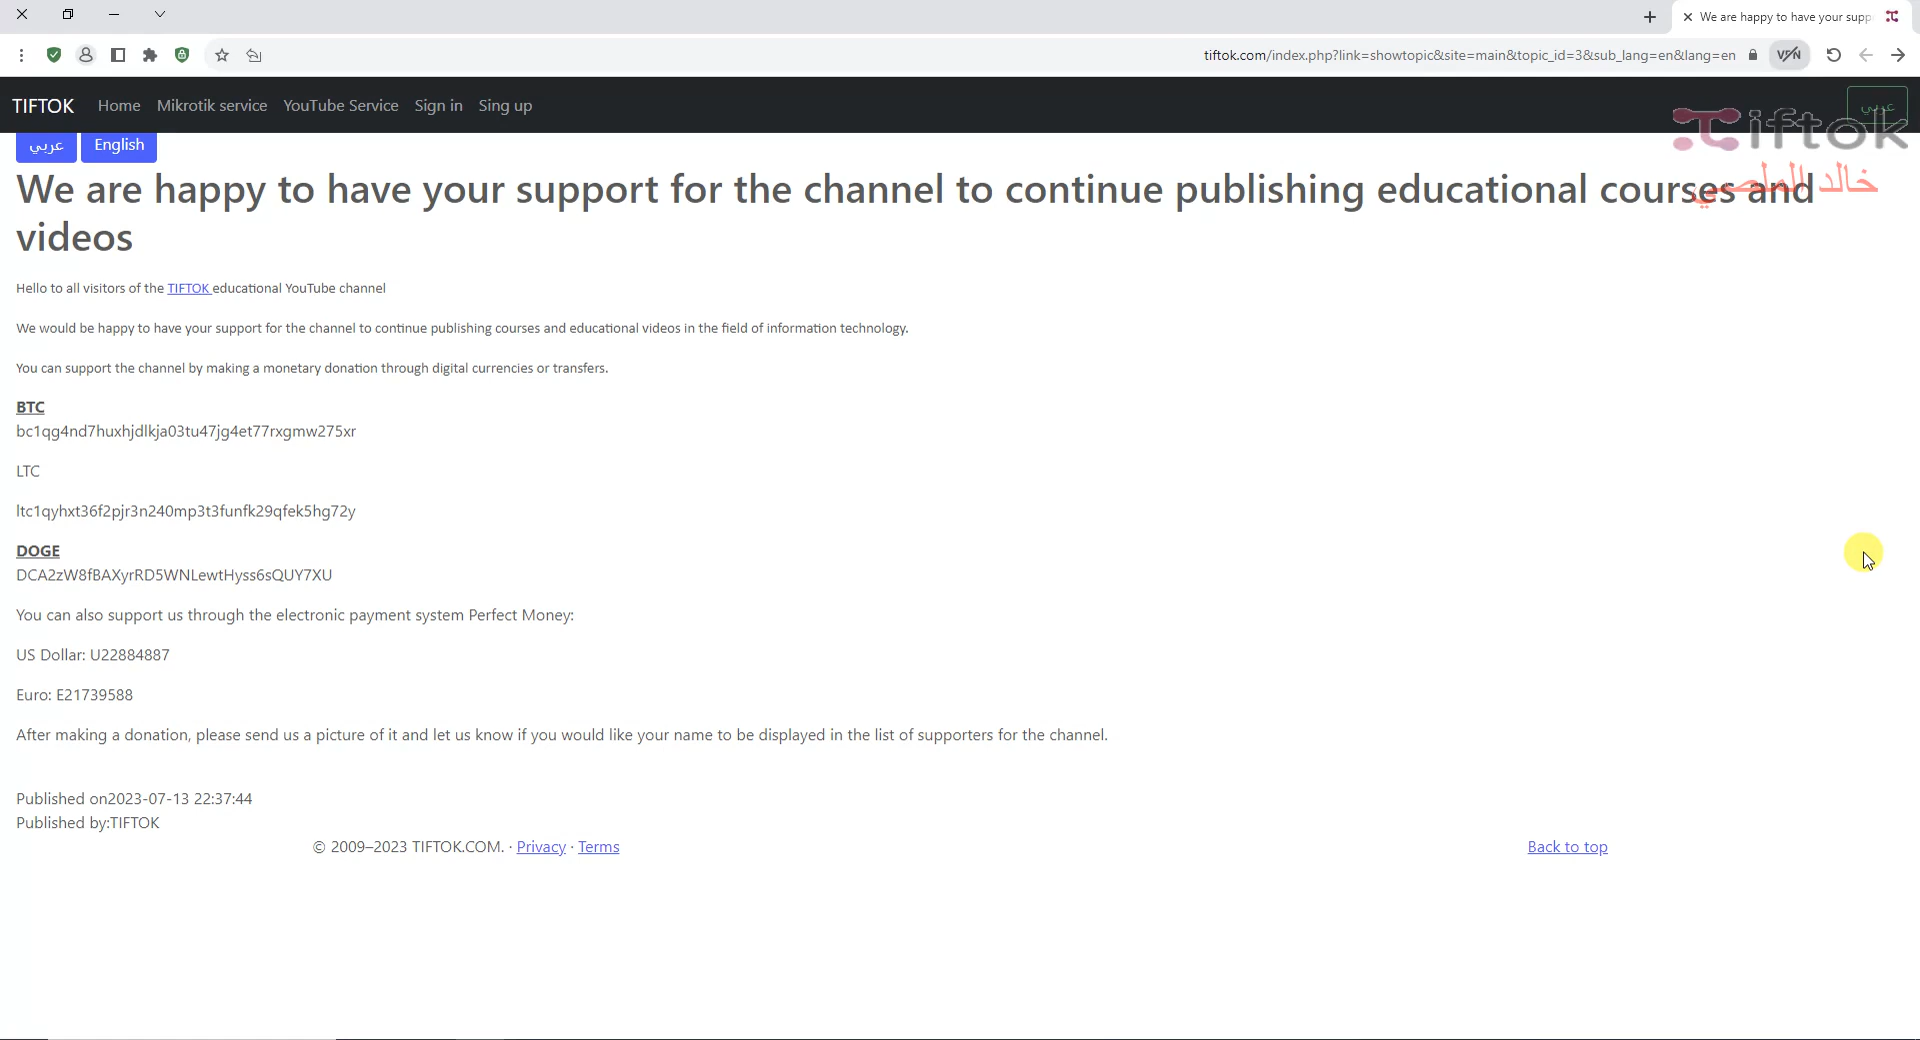 We are happy to have your supp
tiftok.com/index.php?link=showtopic&site=main&topic_id=3&sub_lang=en&lang=en
VPN
TIFTOK Home Mikrotik service YouTube Service Sign in Sing up
عربي
Tiftok
خالد الملصي
عربي English
We are happy to have your support for the channel to continue publishing educational courses and
videos
Hello to all visitors of the TIFTOK educational YouTube channel
We would be happy to have your support for the channel to continue publishing courses and educational videos in the field of information technology.
You can support the channel by making a monetary donation through digital currencies or transfers.
BTC
bc1qg4nd7huxhjdlkja03tu47jg4et77rxgmw275xr
LTC
ltc1qyhxt36f2pjr3n240mp3t3funfk29qfek5hg72y
DOGE
DCA2zW8fBAXyrRD5WNLewtHyss6sQUY7XU
You can also support us through the electronic payment system Perfect Money:
US Dollar: U22884887
Euro: E21739588
After making a donation, please send us a picture of it and let us know if you would like your name to be displayed in the list of supporters for the channel.
Published on2023-07-13 22:37:44
Published by:TIFTOK
© 2009–2023 TIFTOK.COM. · Privacy · Terms
Back to top